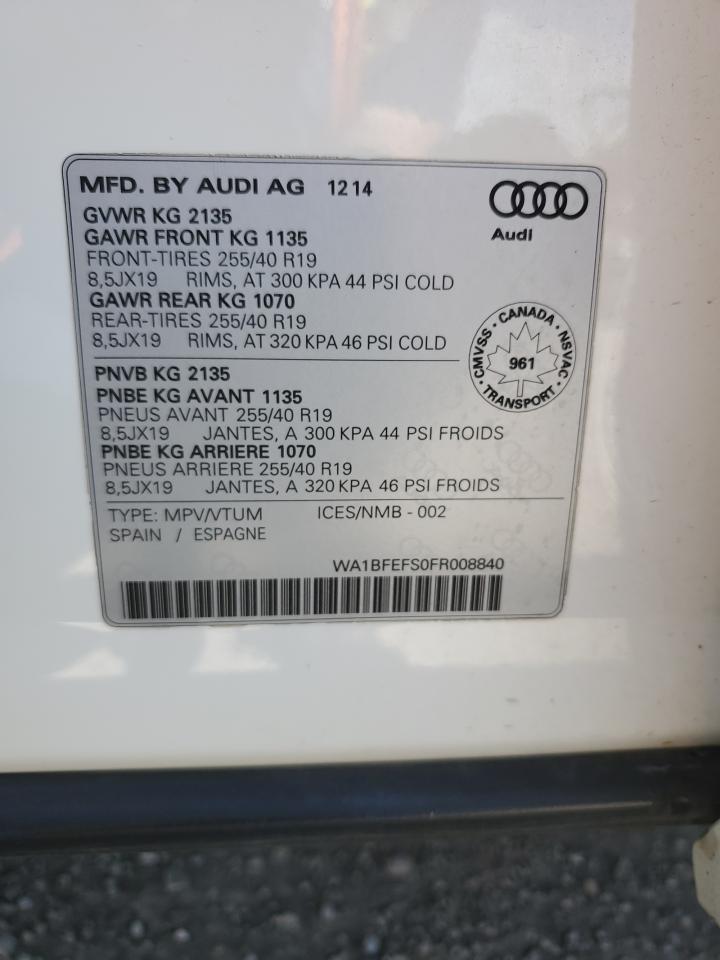 MFD. BY AUDI AG 12 14
Audi
GVWR KG 2135
GAWR FRONT KG 1135
FRONT-TIRES 255/40 R19
8,5JX19 RIMS, AT 300 KPA 44 PSI COLD
GAWR REAR KG 1070
REAR-TIRES 255/40 R19
8,5JX19 RIMS, AT 320 KPA 46 PSI COLD
CMVSS · CANADA · NSVAC · TRANSPORT ·
961
PNVB KG 2135
PNBE KG AVANT 1135
PNEUS AVANT 255/40 R19
8,5JX19 JANTES, A 300 KPA 44 PSI FROIDS
PNBE KG ARRIERE 1070
PNEUS ARRIERE 255/40 R19
8,5JX19 JANTES, A 320 KPA 46 PSI FROIDS
TYPE: MPV/VTUM ICES/NMB - 002
SPAIN / ESPAGNE
WA1BFEFS0FR008840